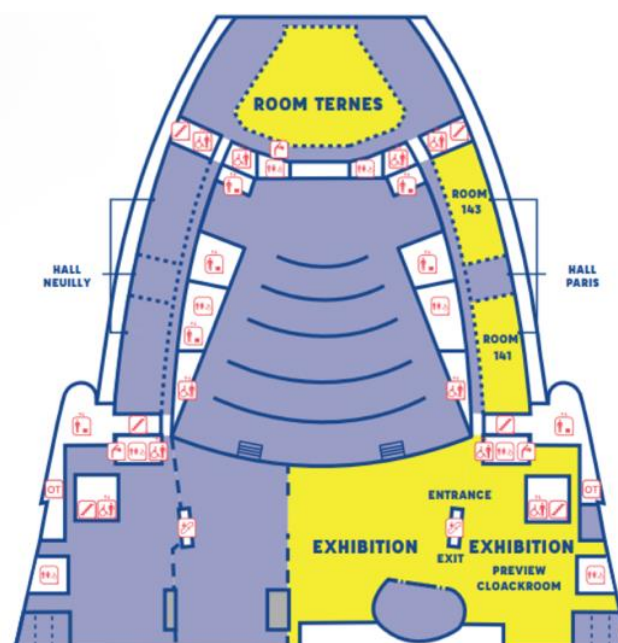 ROOM TERNES
ROOM
143
HALL
NEUILLY
HALL
PARIS
ROOM
141
OT
OT
ENTRANCE
EXHIBITION
EXIT
EXHIBITION
PREVIEW
CLOACKROOM